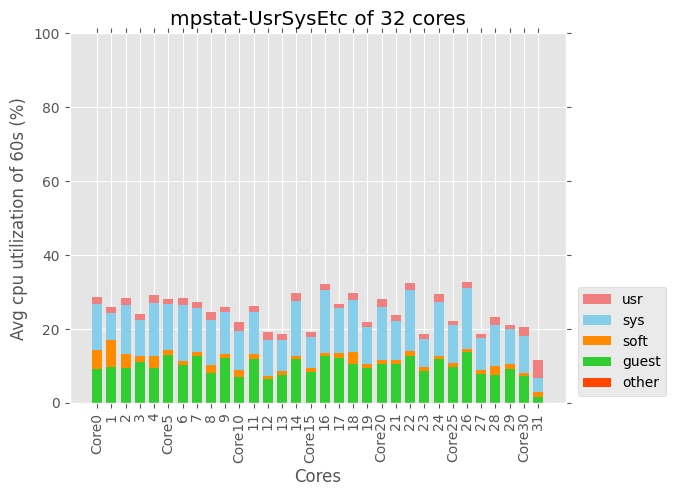 mpstat-UsrSysEtc of 32 cores
Avg cpu utilization of 60s (%)
100
80
60
40
20
0
Core0
1
2
3
4
Core5
6
7
8
9
Core10
11
12
13
14
Core15
16
17
18
19
Core20
21
22
23
24
Core25
26
27
28
29
Core30
31
Cores
usr
sys
soft
guest
other